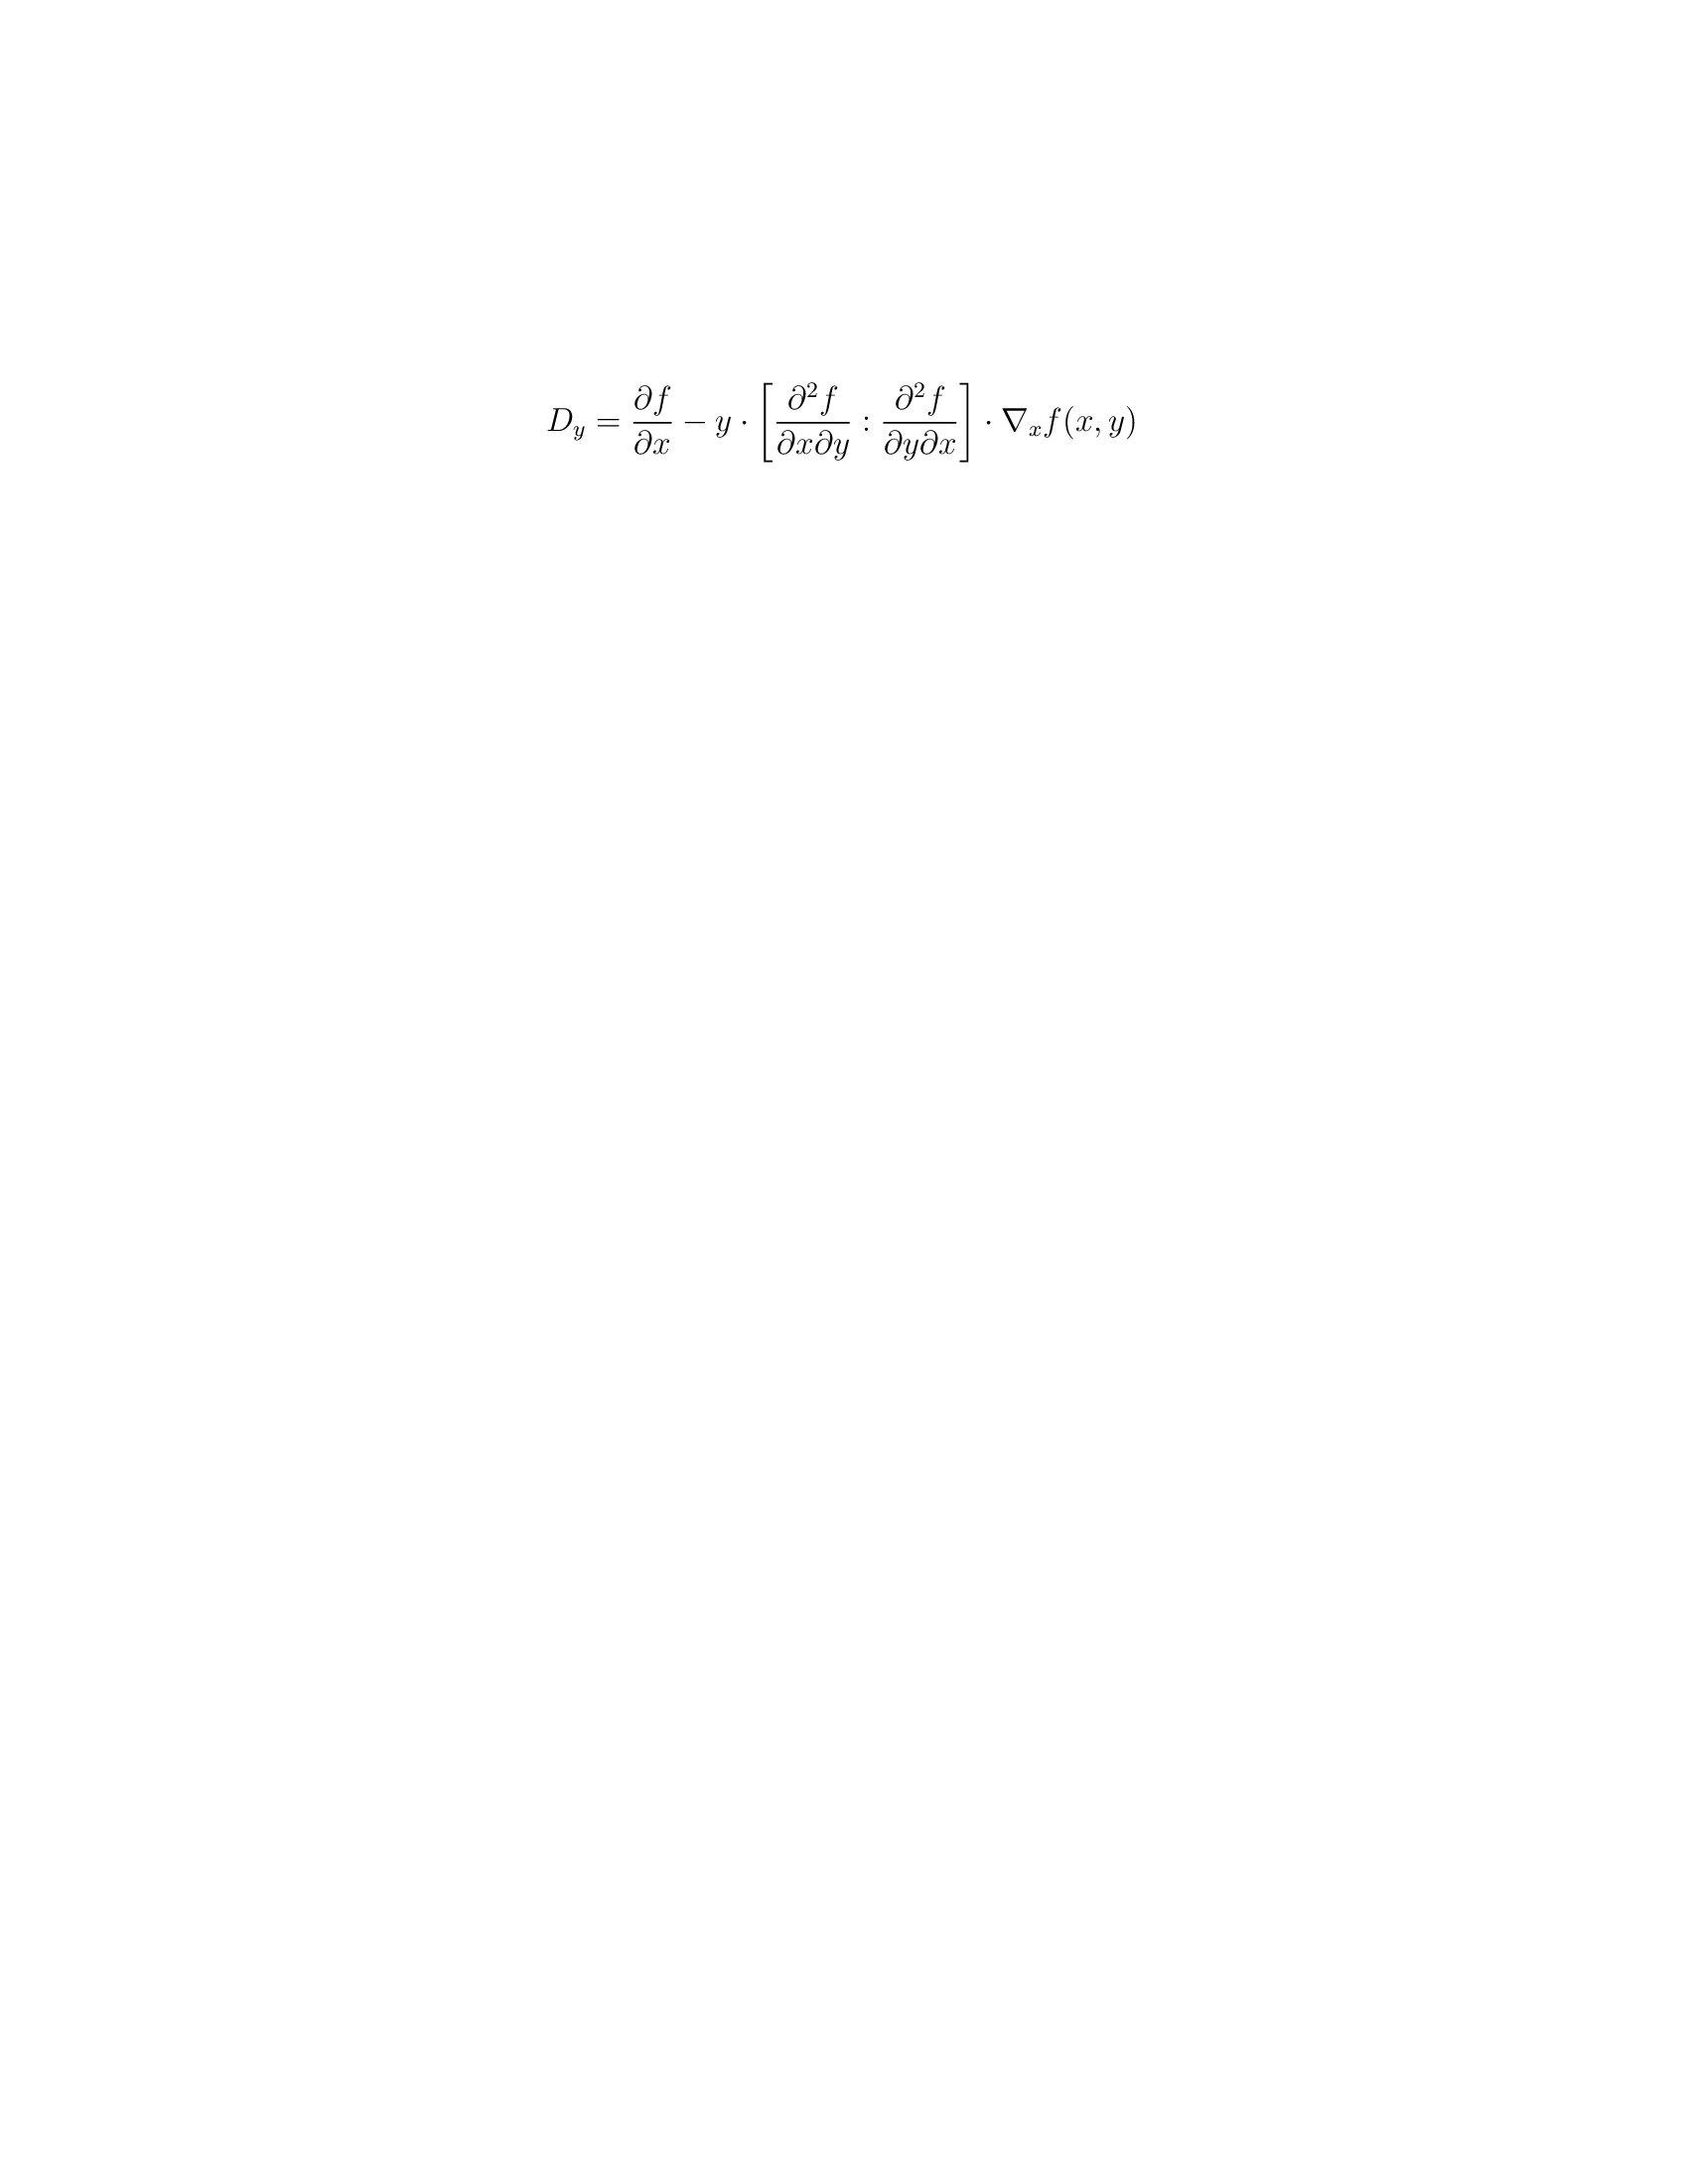 $D_y = \frac{\partial f}{\partial x} - y \cdot \left[ \frac{\partial^2 f}{\partial x \partial y} : \frac{\partial^2 f}{\partial y \partial x} \right] \cdot \nabla_x f(x, y)$